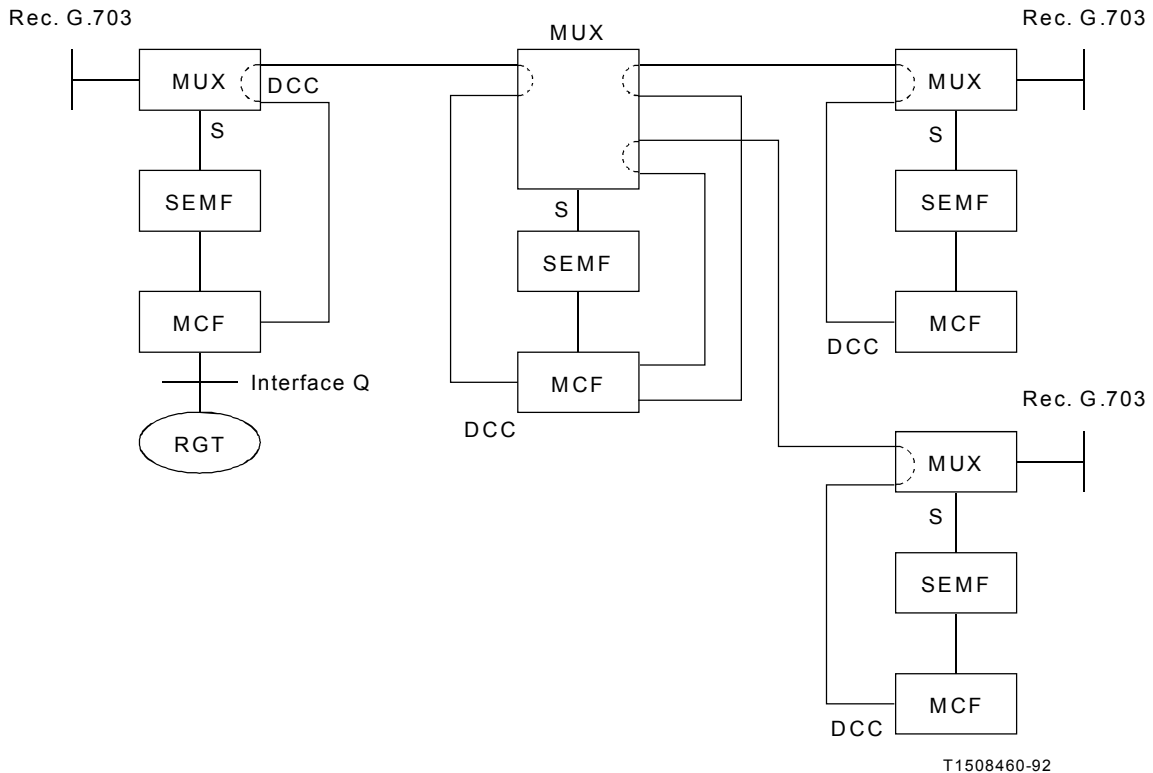 Rec. G.703
Rec. G.703
MUX
MUX
DCC
MUX
S
S
SEMF
SEMF
S
SEMF
MCF
MCF
DCC
Interface Q
MCF
Rec. G.703
DCC
RGT
MUX
S
SEMF
MCF
DCC
T1508460-92